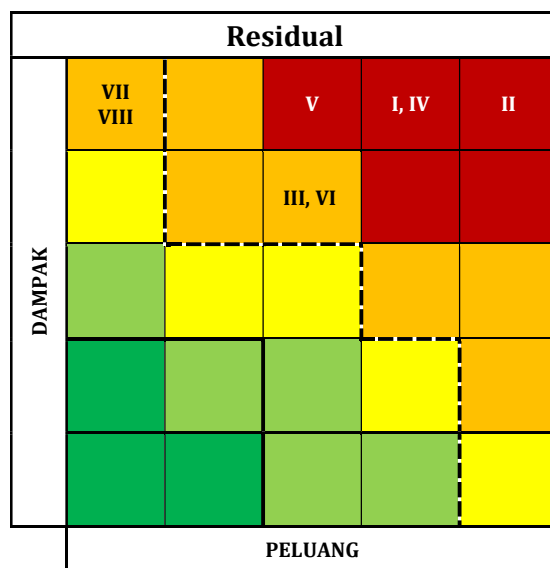 Residual
VII
VIII
V
I, IV
II
III, VI
DAMPAK
PELUANG